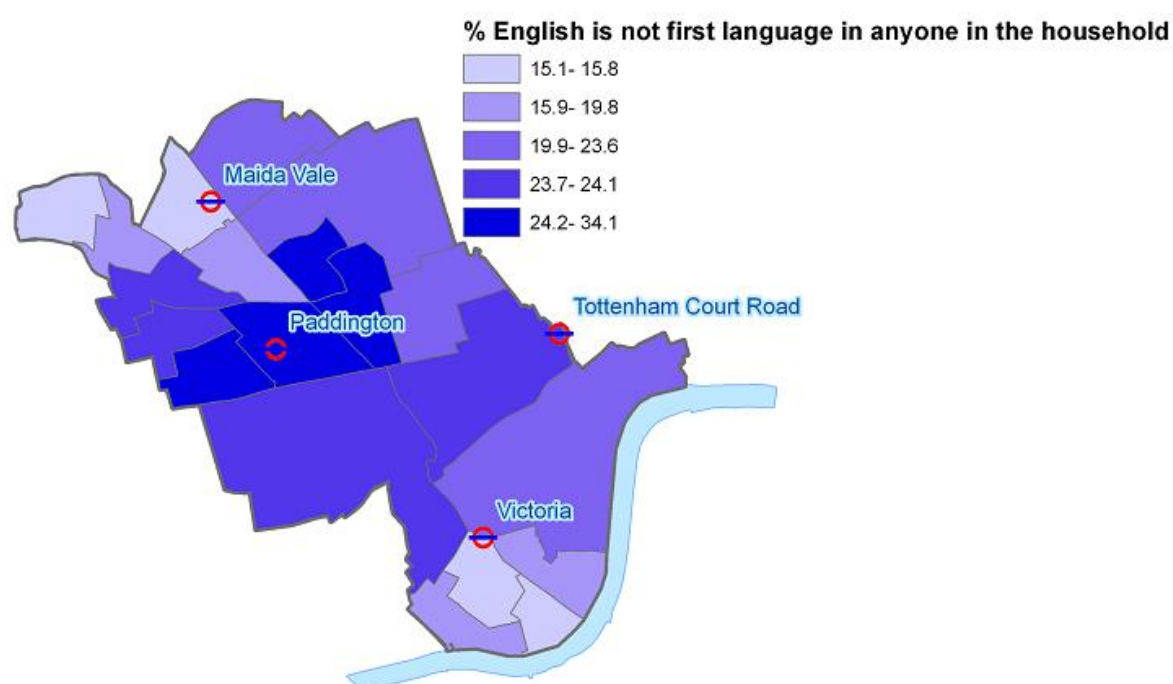 % English is not first language in anyone in the household
15.1- 15.8
15.9- 19.8
19.9- 23.6
23.7- 24.1
24.2- 34.1
Maida Vale
Tottenham Court Road
Paddington
Victoria